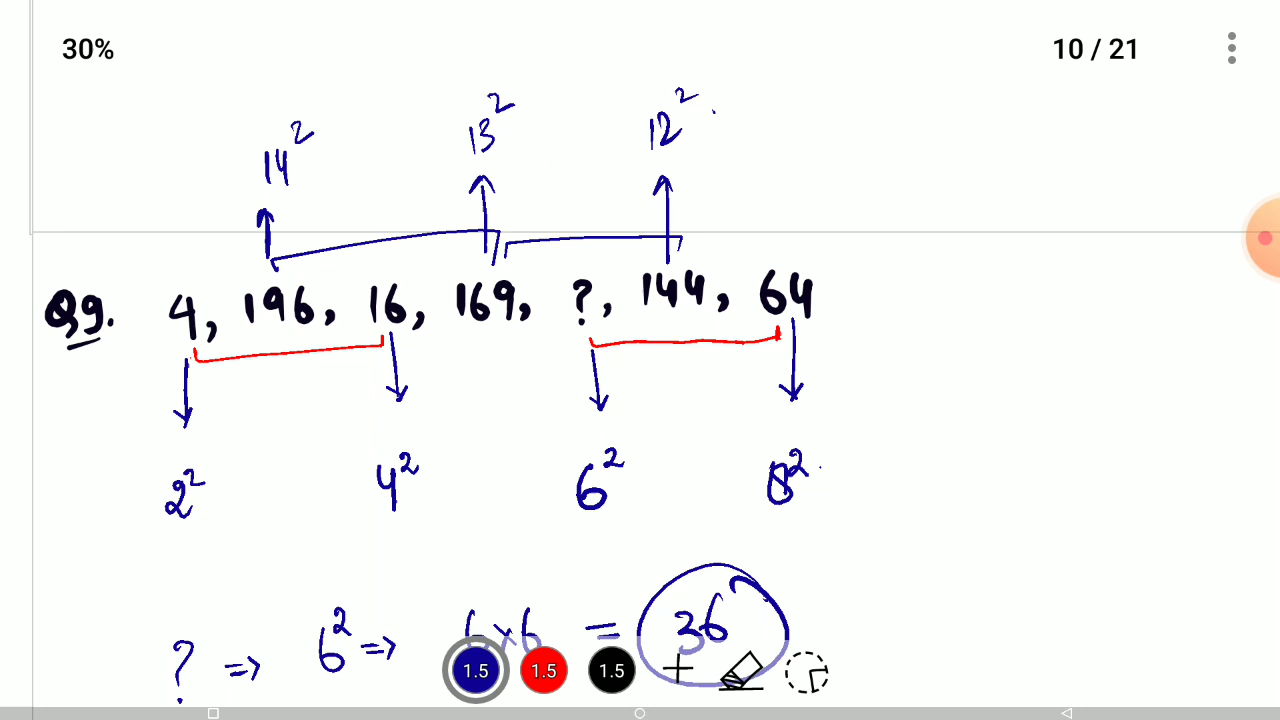 30% 10 / 21
14² 13² 12²
Q9. 4, 196, 16, 169, ?, 144, 64
2² 4² 6² 8²
? => 6² => 6×6 = 36
1.5 1.5 1.5